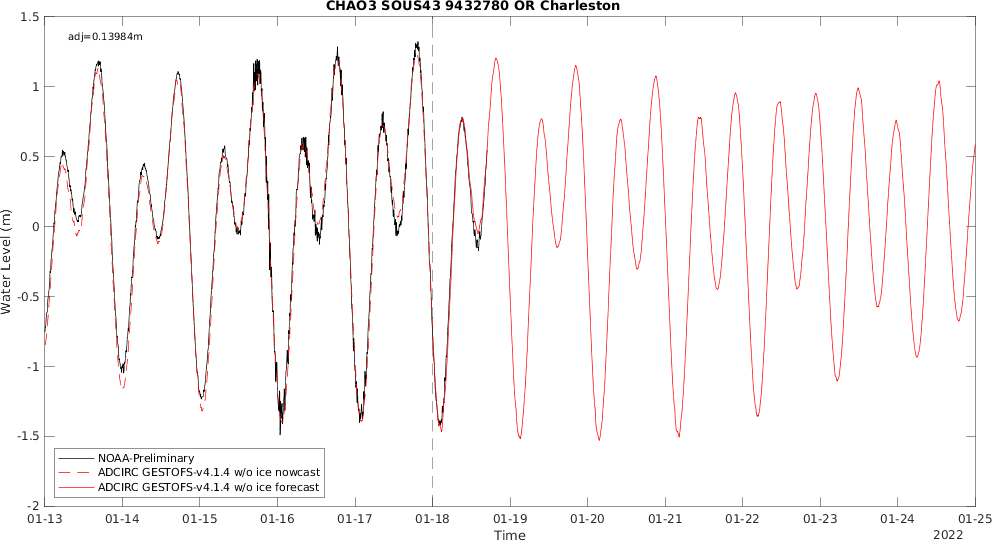 CHAO3 SOUS43 9432780 OR Charleston
adj=0.13984m
1.5
1
0.5
0
-0.5
-1
-1.5
-2
Water Level (m)
NOAA-Preliminary
ADCIRC GESTOFS-v4.1.4 w/o ice nowcast
ADCIRC GESTOFS-v4.1.4 w/o ice forecast
01-13 01-14 01-15 01-16 01-17 01-18 01-19 01-20 01-21 01-22 01-23 01-24 01-25
Time
2022